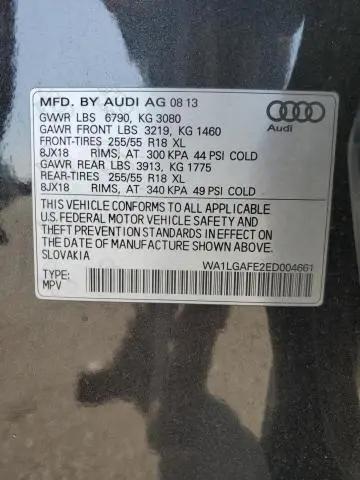 MFD. BY AUDI AG 08 13
GVWR LBS 6790, KG 3080
GAWR FRONT LBS 3219, KG 1460
FRONT-TIRES 255/55 R18 XL
8JX18 RIMS, AT 300 KPA 44 PSI COLD
GAWR REAR LBS 3913, KG 1775
REAR-TIRES 255/55 R18 XL
8JX18 RIMS, AT 340 KPA 49 PSI COLD
Audi
THIS VEHICLE CONFORMS TO ALL APPLICABLE
U.S. FEDERAL MOTOR VEHICLE SAFETY AND
THEFT PREVENTION STANDARDS IN EFFECT ON
THE DATE OF MANUFACTURE SHOWN ABOVE.
SLOVAKIA
WA1LGAFE2ED004661
TYPE:
MPV